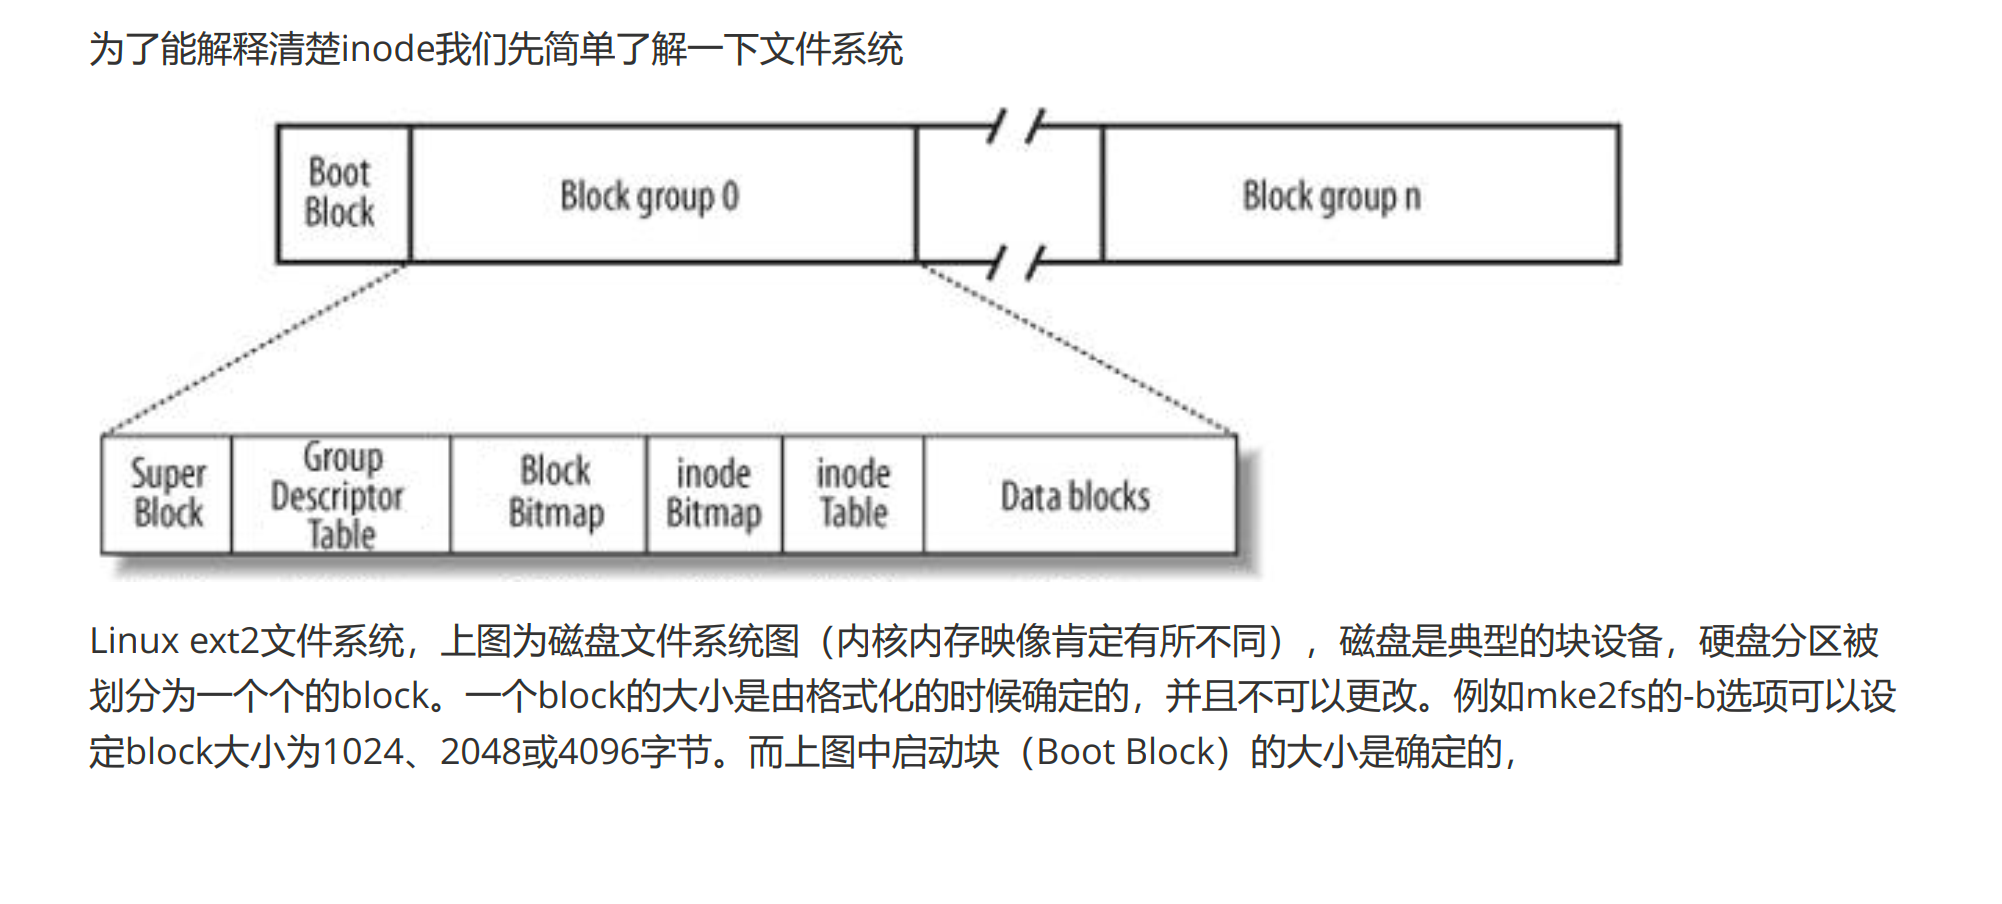 为了能解释清楚inode我们先简单了解一下文件系统
Boot
Block
Block group 0
Block group n
Super
Block
Group
Descriptor
Table
Block
Bitmap
inode
Bitmap
inode
Table
Data blocks
Linux ext2文件系统，上图为磁盘文件系统图（内核内存映像肯定有所不同），磁盘是典型的块设备，硬盘分区被
划分为一个个的block。一个block的大小是由格式化的时候确定的，并且不可以更改。例如mke2fs的-b选项可以设
定block大小为1024、2048或4096字节。而上图中启动块（Boot Block）的大小是确定的，